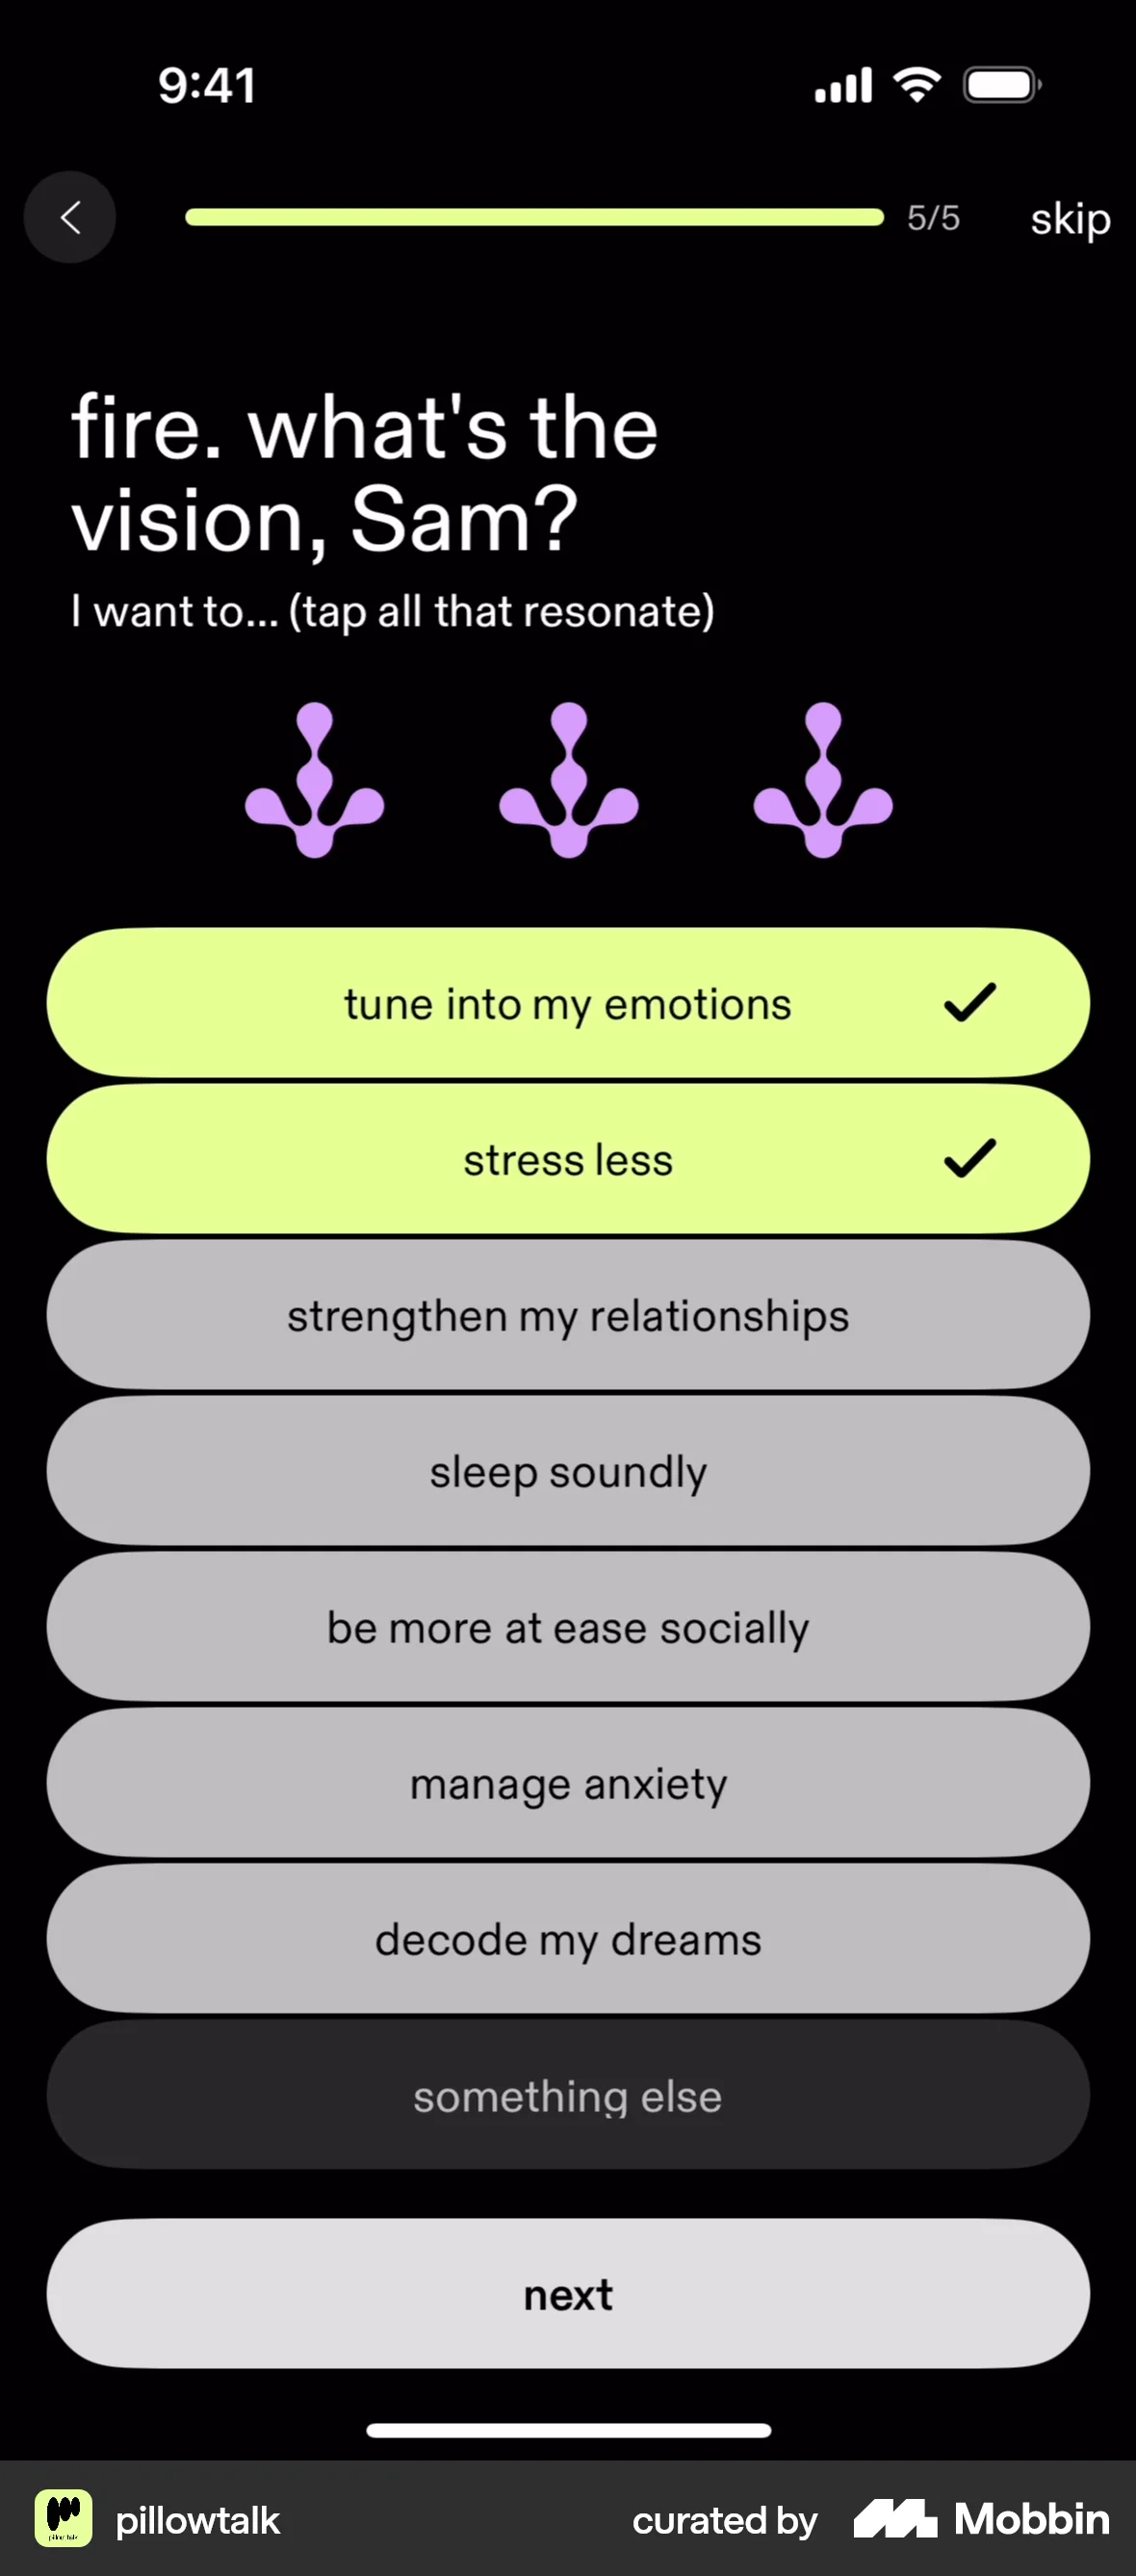 9:41
5/5
skip
fire. what's the
vision, Sam?
I want to... (tap all that resonate)
tune into my emotions
stress less
strengthen my relationships
sleep soundly
be more at ease socially
manage anxiety
decode my dreams
something else
next
pillowtalk
curated by
Mobbin